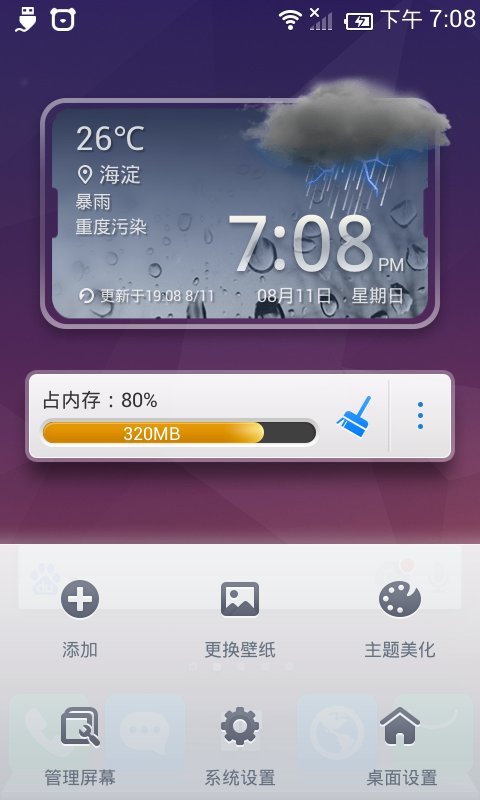 下午 7:08
26℃
海淀
暴雨
重度污染
7:08 PM
更新于19:08 8/11 08月11日 星期日
占内存：80%
320MB
添加 更换壁纸 主题美化
管理屏幕 系统设置 桌面设置